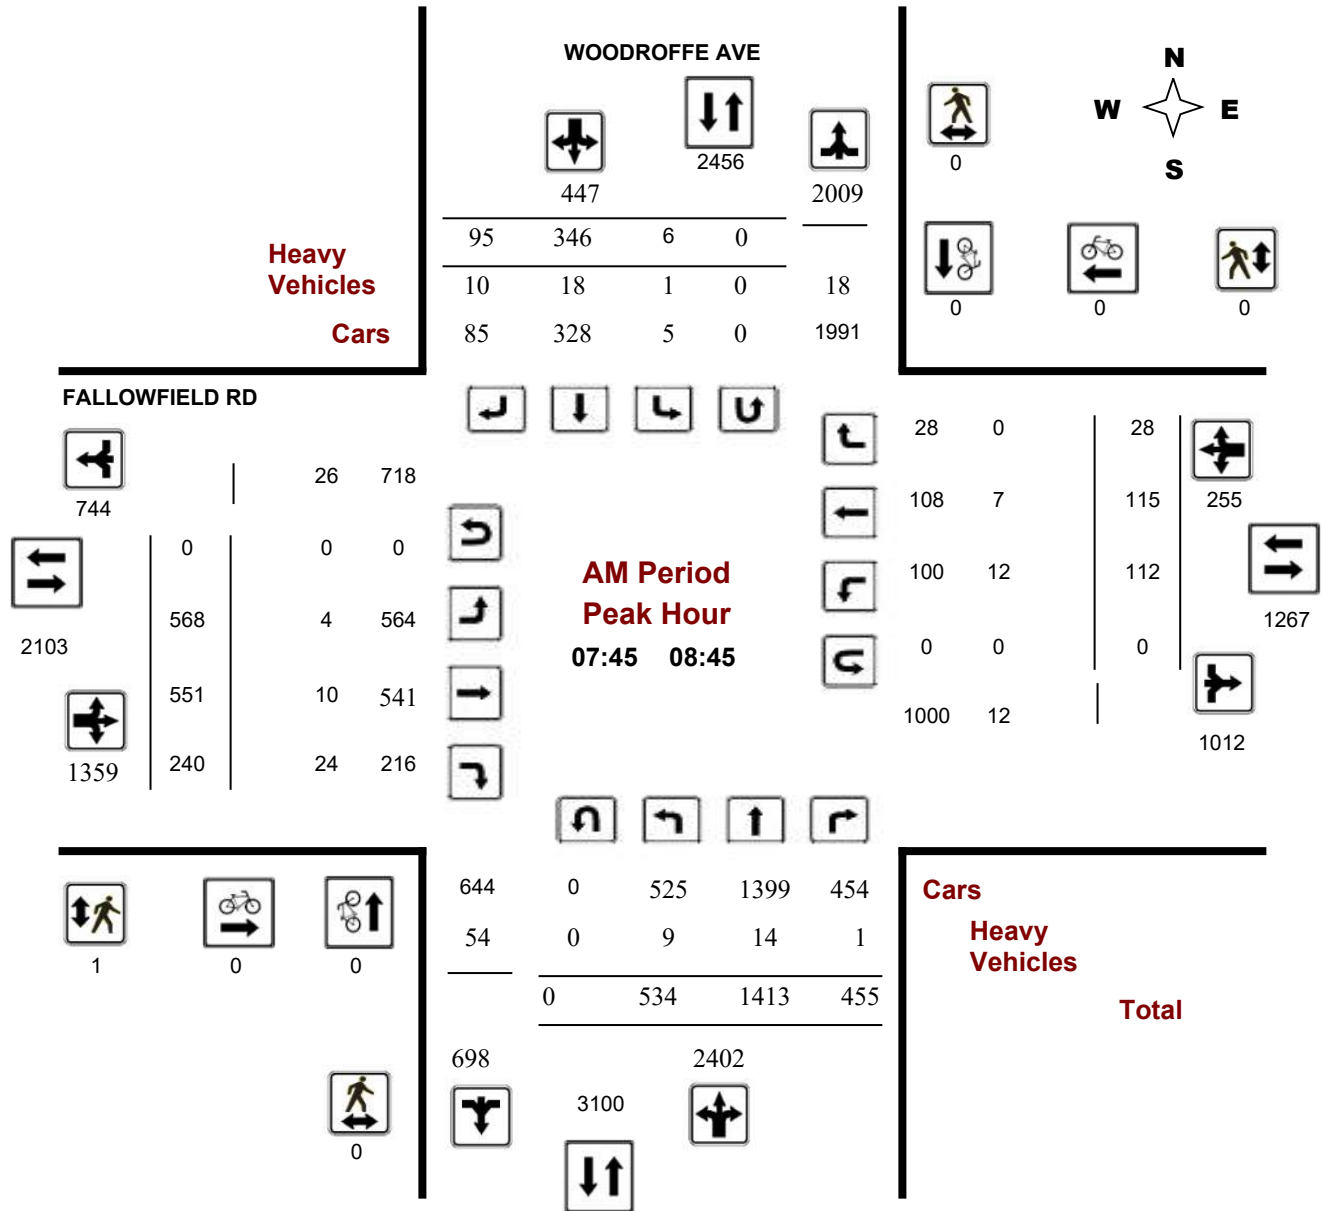 WOODROFFE AVE
N
W E
S
2456
0
447
2009
95 346 6 0
Heavy
Vehicles
10 18 1 0 18
0 0 0
Cars
85 328 5 0 1991
FALLOWFIELD RD
28 0 28
26 718
744
108 7 115 255
0 0 0
AM Period
100 12 112
Peak Hour
568 4 564
1267
2103
07:45 08:45
0 0 0
551 10 541
1000 12
1012
1359 240 24 216
644 0 525 1399 454
Cars
54 0 9 14 1
Heavy
Vehicles
1 0 0
0 534 1413 455
Total
698 2402
3100
0